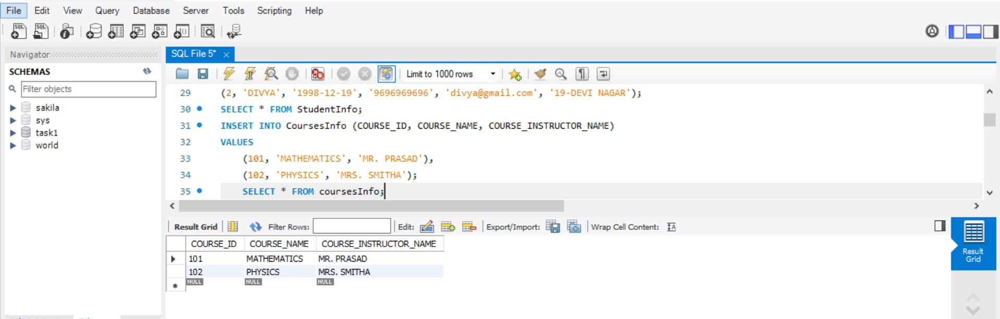 File Edit View Query Database Server Tools Scripting Help
SQL SQL
Navigator
SQL File 5*
SCHEMAS
Limit to 1000 rows
Filter objects
sakila
sys
task1
world
29 (2, 'DIVYA', '1998-12-19', '9696969696', 'divya@gmail.com', '19-DEVI NAGAR');
30 SELECT * FROM StudentInfo;
31 INSERT INTO CoursesInfo (COURSE_ID, COURSE_NAME, COURSE_INSTRUCTOR_NAME)
32 VALUES
33 (101, 'MATHEMATICS', 'MR. PRASAD'),
34 (102, 'PHYSICS', 'MRS. SMITHA');
35 SELECT * FROM coursesInfo;
Result Grid Filter Rows: Edit: Export/Import: Wrap Cell Content:
COURSE_ID COURSE_NAME COURSE_INSTRUCTOR_NAME
101 MATHEMATICS MR. PRASAD
102 PHYSICS MRS. SMITHA
NULL NULL NULL
Result
Grid